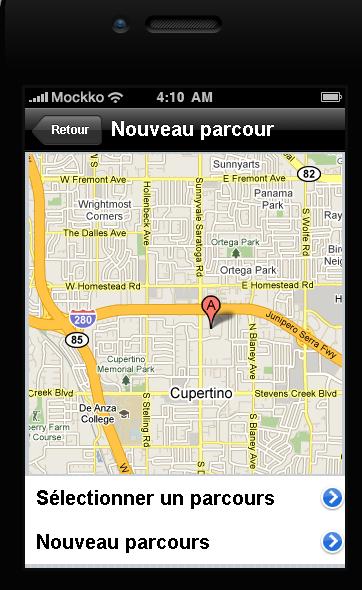 Mockko 4:10 AM
Retour Nouveau parcour
Sunnyarts
W Fremont Ave E Fremont Ave 82
Wrightmost Corners
Panama Park
Hollenbeck Ave
Sunnyvale Saratoga Rd
S Wolfe Rd
The Dalles Ave
Ortega Park
Ortega Park
W Homestead Rd E Homestead Rd
280
A
85
Junipero Serra Fwy
N Blaney Ave
Cupertino
Memorial Park
Cupertino
Creek Blvd Stevens Creek Blvd
De Anza
College
S Stelling Rd
S Blaney Ave
Course
Sélectionner un parcours
Nouveau parcours